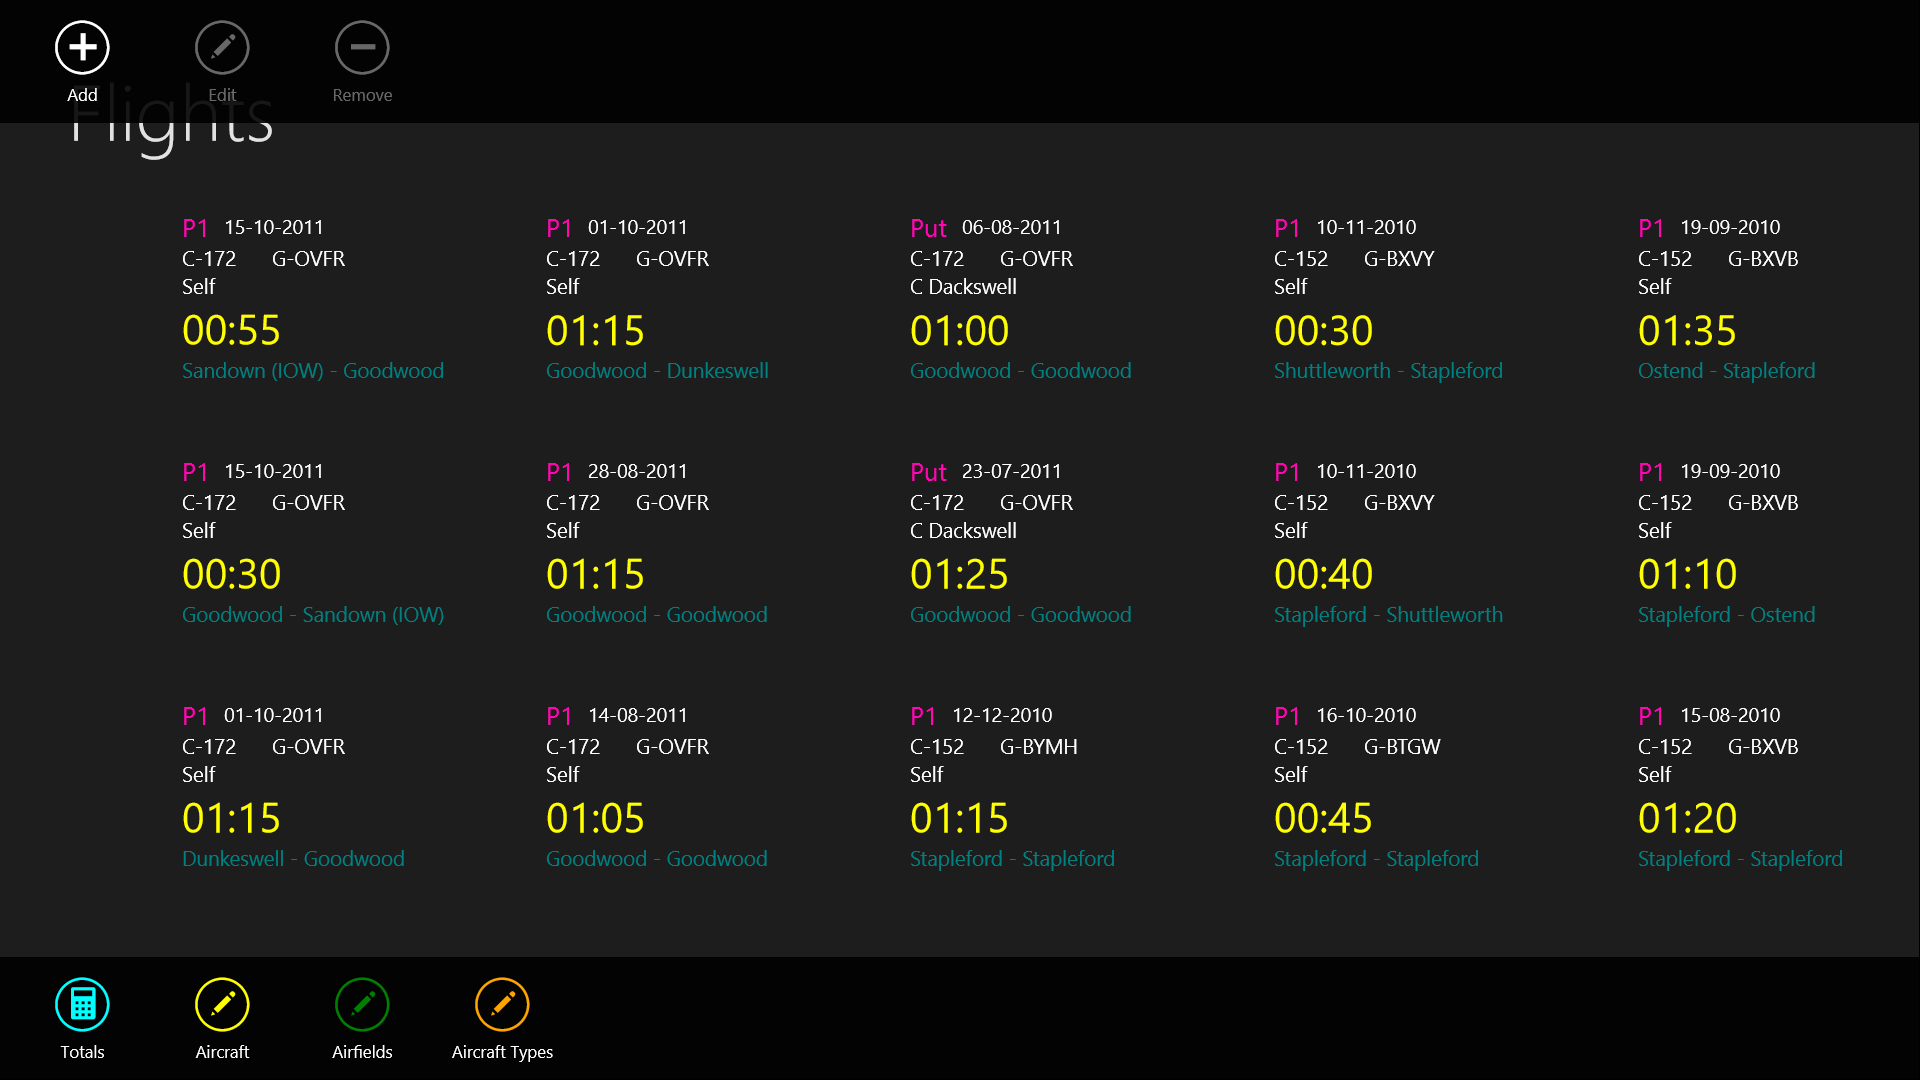 Add
Edit
Remove
Flights
P1 15-10-2011
C-172 G-OVFR
Self
00:55
Sandown (IOW) - Goodwood
P1 15-10-2011
C-172 G-OVFR
Self
00:30
Goodwood - Sandown (IOW)
P1 01-10-2011
C-172 G-OVFR
Self
01:15
Dunkeswell - Goodwood
P1 01-10-2011
C-172 G-OVFR
Self
01:15
Goodwood - Dunkeswell
P1 28-08-2011
C-172 G-OVFR
Self
01:15
Goodwood - Goodwood
P1 14-08-2011
C-172 G-OVFR
Self
01:05
Goodwood - Goodwood
Put 06-08-2011
C-172 G-OVFR
C Dackswell
01:00
Goodwood - Goodwood
Put 23-07-2011
C-172 G-OVFR
C Dackswell
01:25
Goodwood - Goodwood
P1 12-12-2010
C-152 G-BYMH
Self
01:15
Stapleford - Stapleford
P1 10-11-2010
C-152 G-BXVY
Self
00:30
Shuttleworth - Stapleford
P1 10-11-2010
C-152 G-BXVY
Self
00:40
Stapleford - Shuttleworth
P1 16-10-2010
C-152 G-BTGW
Self
00:45
Stapleford - Stapleford
P1 19-09-2010
C-152 G-BXVB
Self
01:35
Ostend - Stapleford
P1 19-09-2010
C-152 G-BXVB
Self
01:10
Stapleford - Ostend
P1 15-08-2010
C-152 G-BXVB
Self
01:20
Stapleford - Stapleford
Totals
Aircraft
Airfields
Aircraft Types